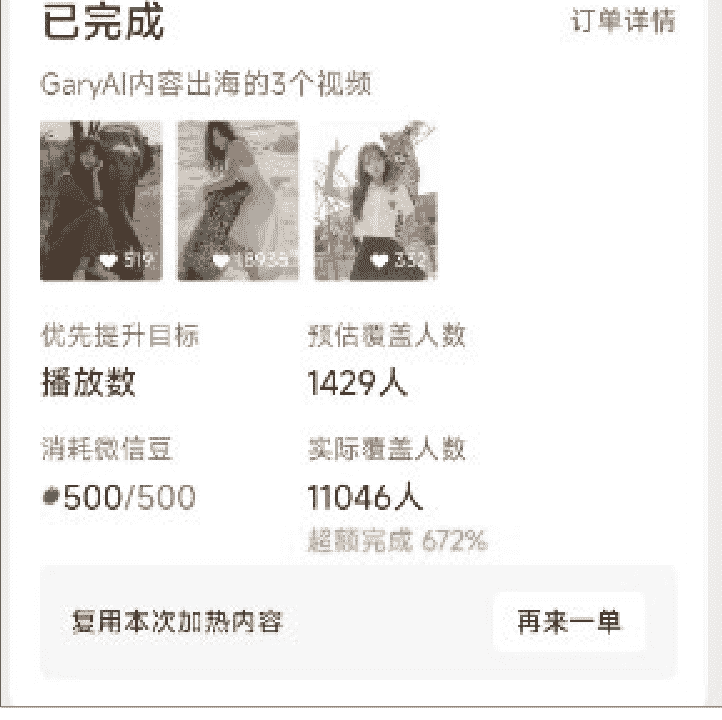 已完成
订单详情
GaryAI内容出海的3个视频
519
332
优先提升目标
预估覆盖人数
播放数
1429人
消耗微信豆
实际覆盖人数
500/500
11046人
超额完成 672%
复用本次加热内容
再来一单